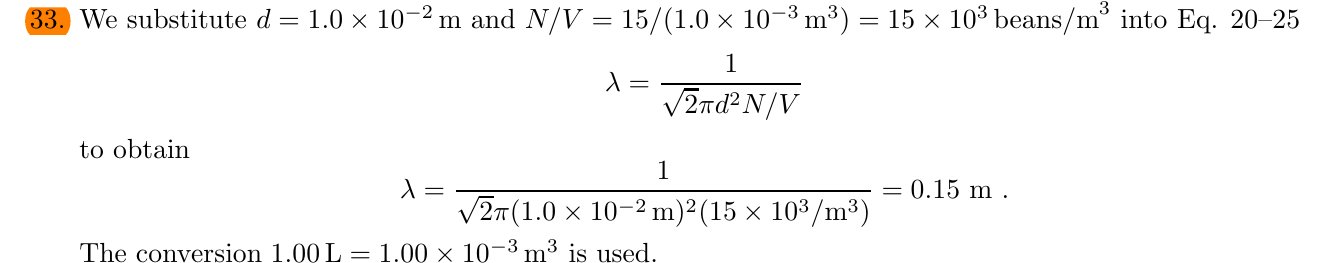 33. We substitute d = 1.0 × 10⁻² m and N/V = 15/(1.0 × 10⁻³ m³) = 15 × 10³ beans/m³ into Eq. 20–25
λ = 1 / (√2πd²N/V)
to obtain
λ = 1 / (√2π(1.0 × 10⁻² m)²(15 × 10³/m³)) = 0.15 m .
The conversion 1.00 L = 1.00 × 10⁻³ m³ is used.